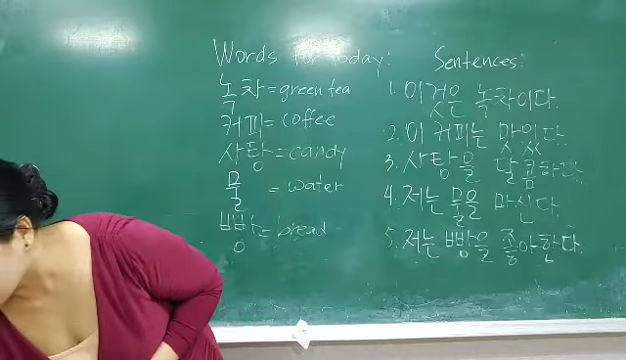 Words for today:
녹차=green tea
커피=coffee
사탕=candy
물 = water
빵=bread
Sentences:
1. 이것은 녹차이다.
2. 이 커피는 맛있다.
3. 사탕을 달콤하다.
4. 저는 물을 마신다.
5. 저는 빵을 좋아한다.